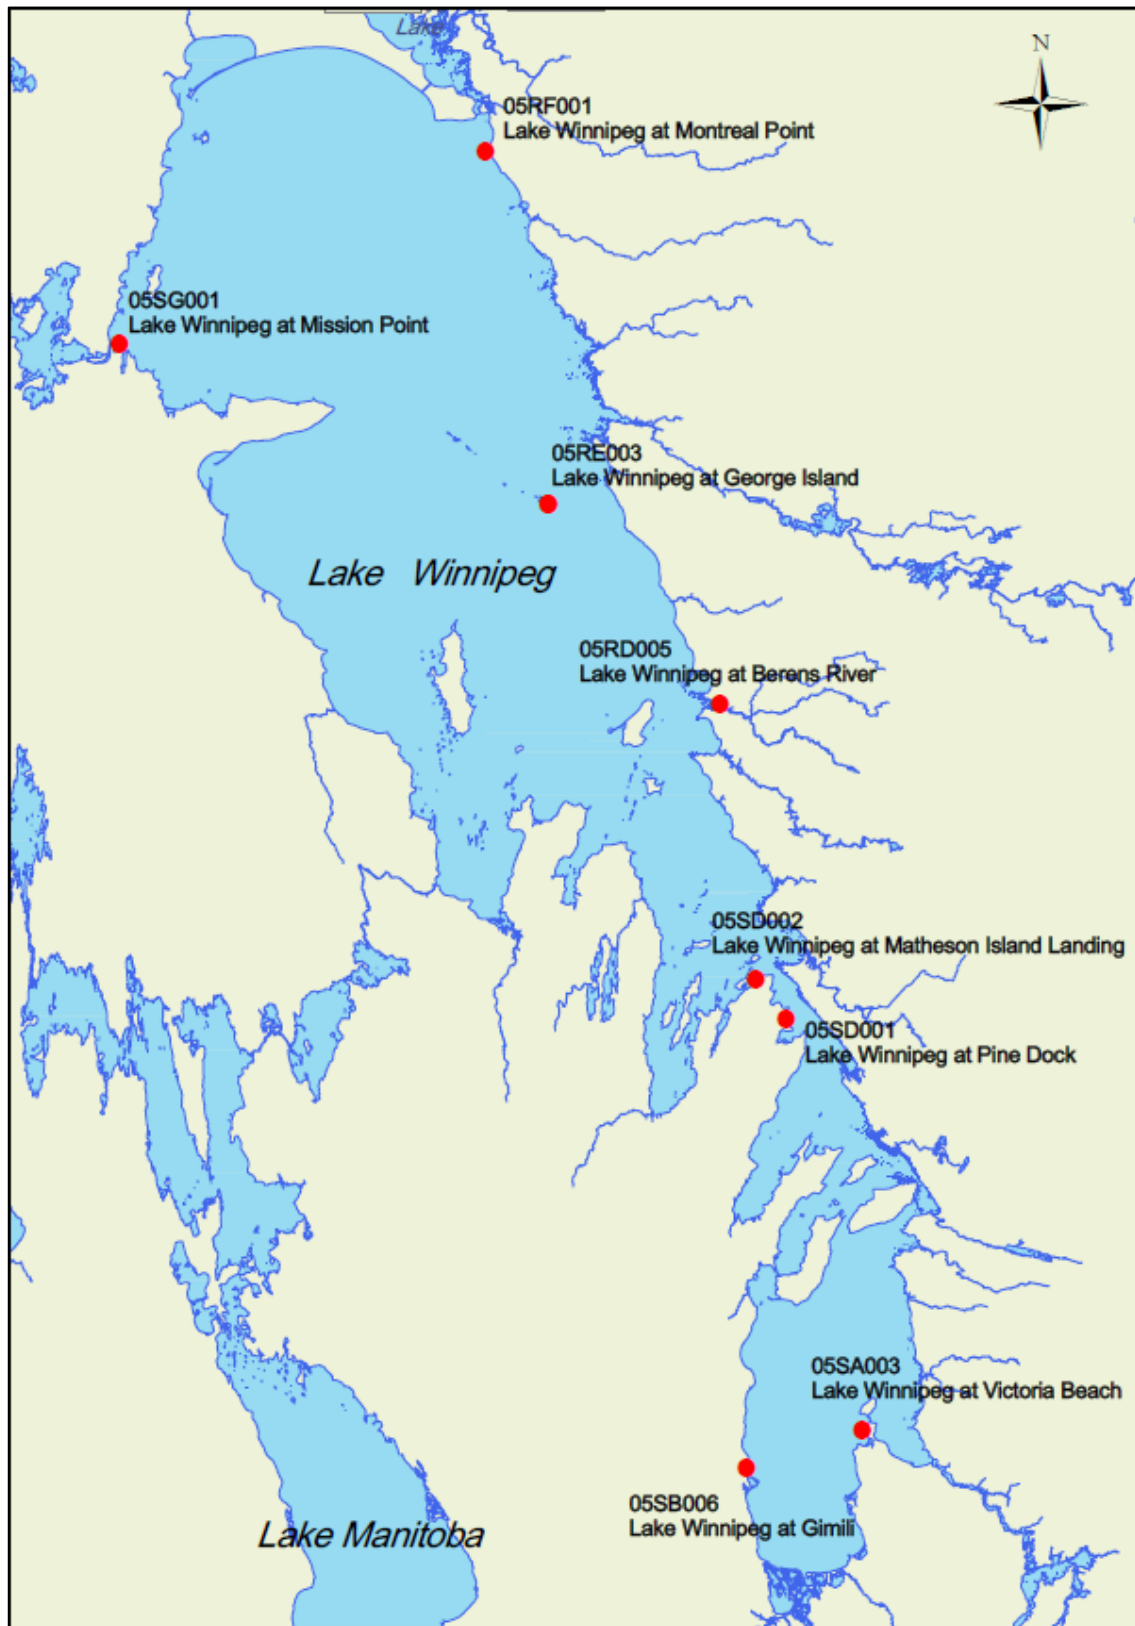 Lake
N
05RF001
Lake Winnipeg at Montreal Point
05SG001
Lake Winnipeg at Mission Point
05RE003
Lake Winnipeg at George Island
Lake Winnipeg
05RD005
Lake Winnipeg at Berens River
05SD002
Lake Winnipeg at Matheson Island Landing
05SD001
Lake Winnipeg at Pine Dock
05SA003
Lake Winnipeg at Victoria Beach
05SB006
Lake Winnipeg at Gimili
Lake Manitoba